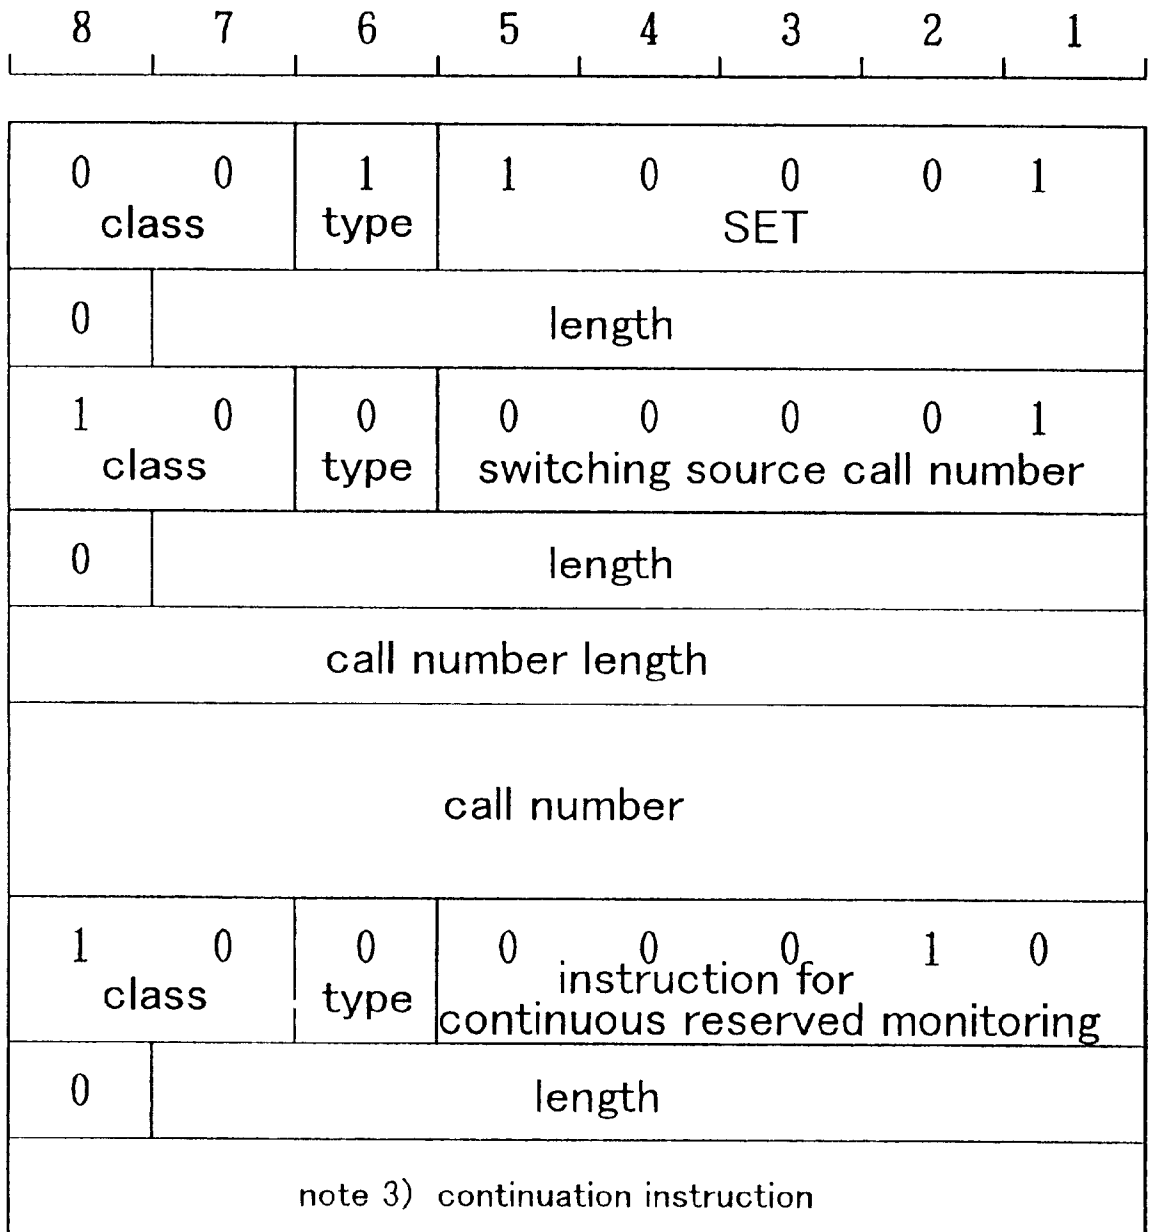 8 7 6 5 4 3 2 1
0 0 1 1 0 0 0 1
class type SET
0 length
1 0 0 0 0 0 0 1
class type switching source call number
0 length
call number length
call number
1 0 0 0 0 0 1 0
class type instruction for
continuous reserved monitoring
0 length
note 3) continuation instruction